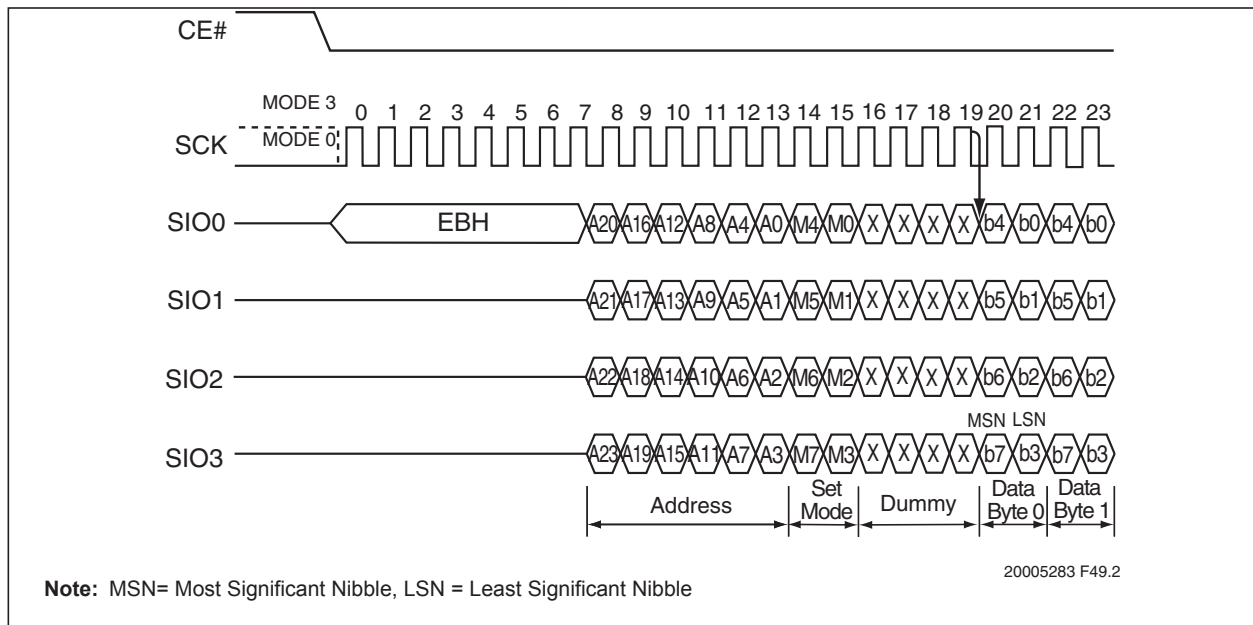 CE#
MODE 3
0 1 2 3 4 5 6 7 8 9 10 11 12 13 14 15 16 17 18 19 20 21 22 23
SCK
MODE 0
SIO0 EBH A20 A16 A12 A8 A4 A0 M4 M0 X X X X b4 b0 b4 b0
SIO1 A21 A17 A13 A9 A5 A1 M5 M1 X X X X b5 b1 b5 b1
SIO2 A22 A18 A14 A10 A6 A2 M6 M2 X X X X b6 b2 b6 b2
MSN LSN
SIO3 A23 A19 A15 A11 A7 A3 M7 M3 X X X X b7 b3 b7 b3
Address Set Mode Dummy Data Byte 0 Data Byte 1
20005283 F49.2
Note: MSN= Most Significant Nibble, LSN = Least Significant Nibble